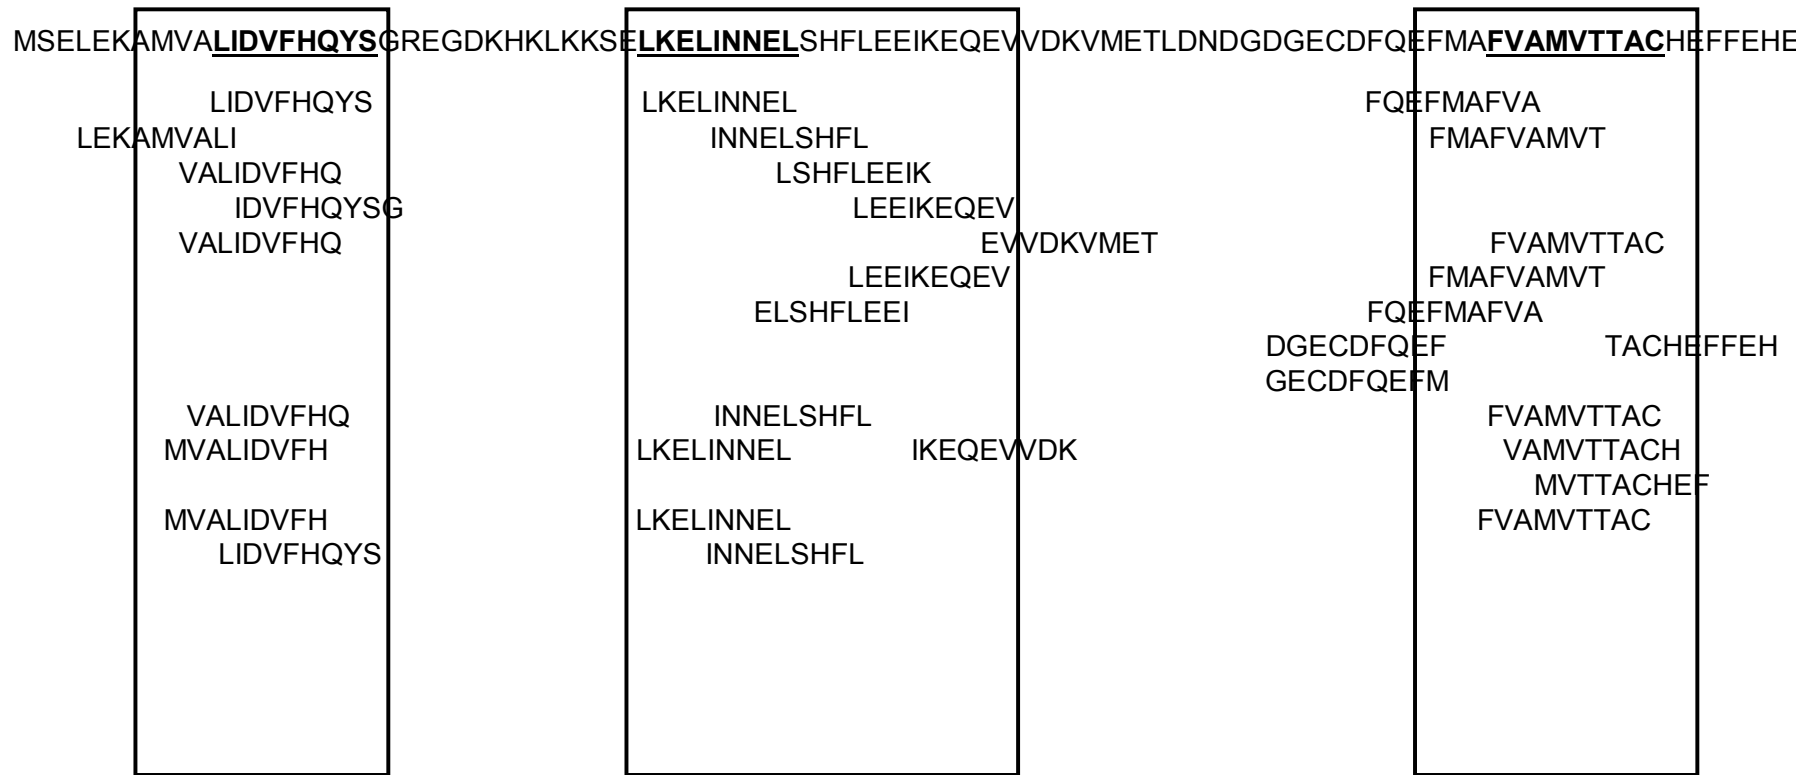 MSELEKAMVALIDVFHQYSGREGDKHKLKKSELKELINNELSHFLEEIKEQEVVDKVMETLDNDGDGECDFQEFMAFVAMVTTACHEFFEHE
LIDVFHQYS LKELINNEL FQEFMAFVA
LEKAMVALI INNELSHFL FMAFVAMVT
VALIDVFHQ LSHFLEEIK
IDVFHQYSG LEEIKEQEV
VALIDVFHQ EVVDKVMET FVAMVTTAC
LEEIKEQEV FMAFVAMVT
ELSHFLEEI FQEFMAFVA
DGECDFQEF TACHEFFEH
GECDFQEFM
VALIDVFHQ INNELSHFL FVAMVTTAC
MVALIDVFH LKELINNEL IKEQEVVDK VAMVTTACH
MVTTACHEF
MVALIDVFH LKELINNEL FVAMVTTAC
LIDVFHQYS INNELSHFL